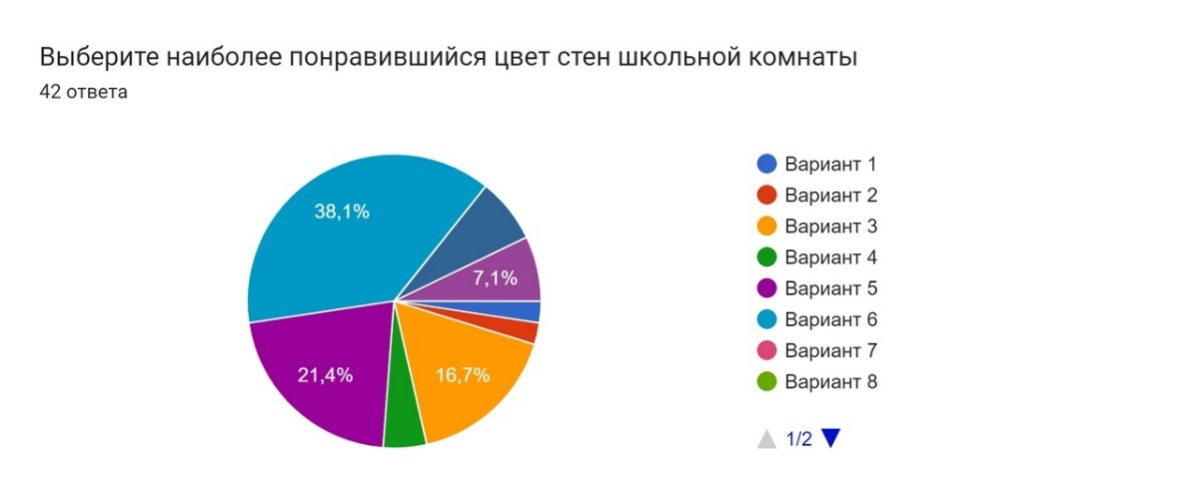 Выберите наиболее понравившийся цвет стен школьной комнаты
42 ответа
38,1%
7,1%
21,4%
16,7%
Вариант 1
Вариант 2
Вариант 3
Вариант 4
Вариант 5
Вариант 6
Вариант 7
Вариант 8
1/2